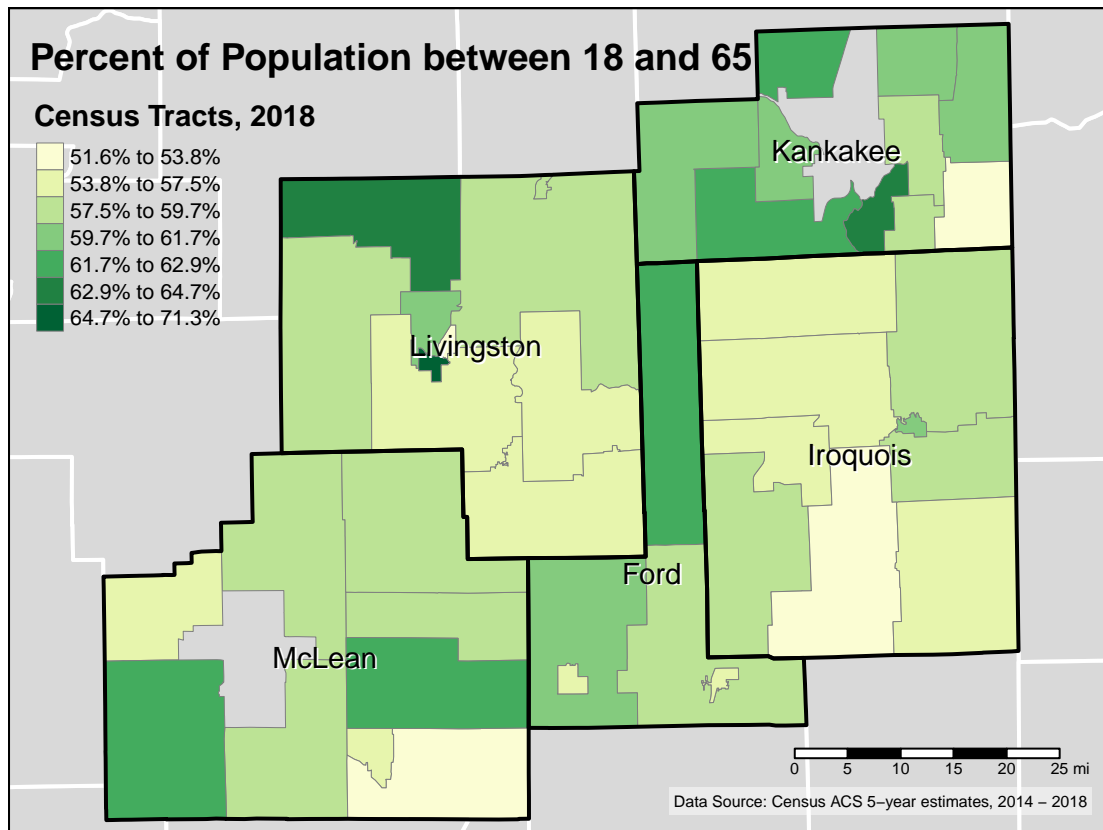 Percent of Population between 18 and 65
Census Tracts, 2018
51.6% to 53.8%
53.8% to 57.5%
57.5% to 59.7%
59.7% to 61.7%
61.7% to 62.9%
62.9% to 64.7%
64.7% to 71.3%
Kankakee
Livingston
Iroquois
Ford
McLean
0 5 10 15 20 25 mi
Data Source: Census ACS 5−year estimates, 2014 − 2018